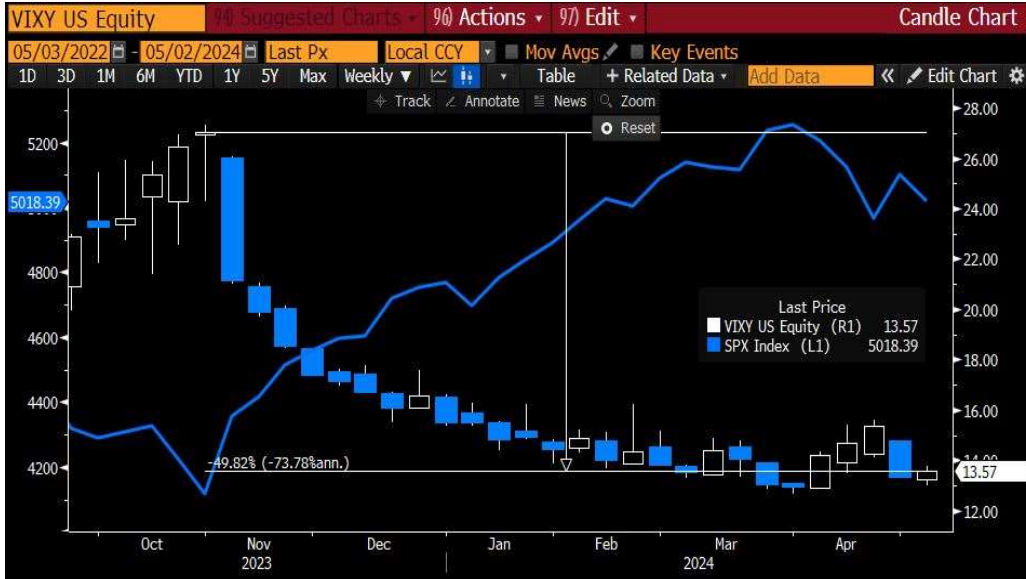 VIXY US Equity 94) Suggested Charts 96) Actions 97) Edit Candle Chart
05/03/2022 - 05/02/2024 Last Px Local CCY Mov Avgs Key Events
1D 3D 1M 6M YTD 1Y 5Y Max Weekly ▼ Table + Related Data Add Data « Edit Chart
Track Annotate News Zoom
Reset
28.00
5200
26.00
5018.39
24.00
4800
22.00
Last Price
VIXY US Equity (R1) 13.57
SPX Index (L1) 5018.39
20.00
4600
18.00
4400
16.00
-49.82% (-73.78%ann.)
4200
14.00
13.57
12.00
Oct Nov Dec Jan Feb Mar Apr
2023 2024